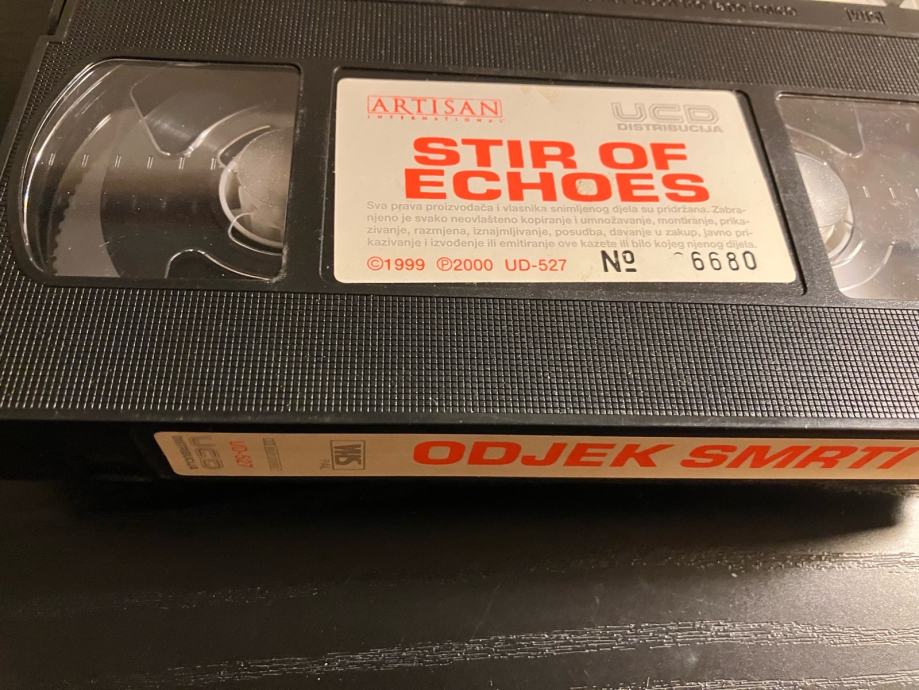 ARTISAN
INTERNATIONAL
UCD
DISTRIBUCIJA
STIR OF
ECHOES
Sva prava proizvođača i vlasnika snimljenog djela su pridržana. Zabra-
njeno je svako neovlašteno kopiranje i umnožavanje, montiranje, prika-
zivanje, razmjena, iznajmljivanje, posudba, davanje u zakup, javno pri-
kazivanje i izvođenje ili emitiranje ove kazete ili bilo kojeg njenog dijela.
©1999 ℗2000 UD-527 Nº 6680
UCD
DISTRIBUCIJA
UD-527
VHS
PAL
ODJEK SMRTI